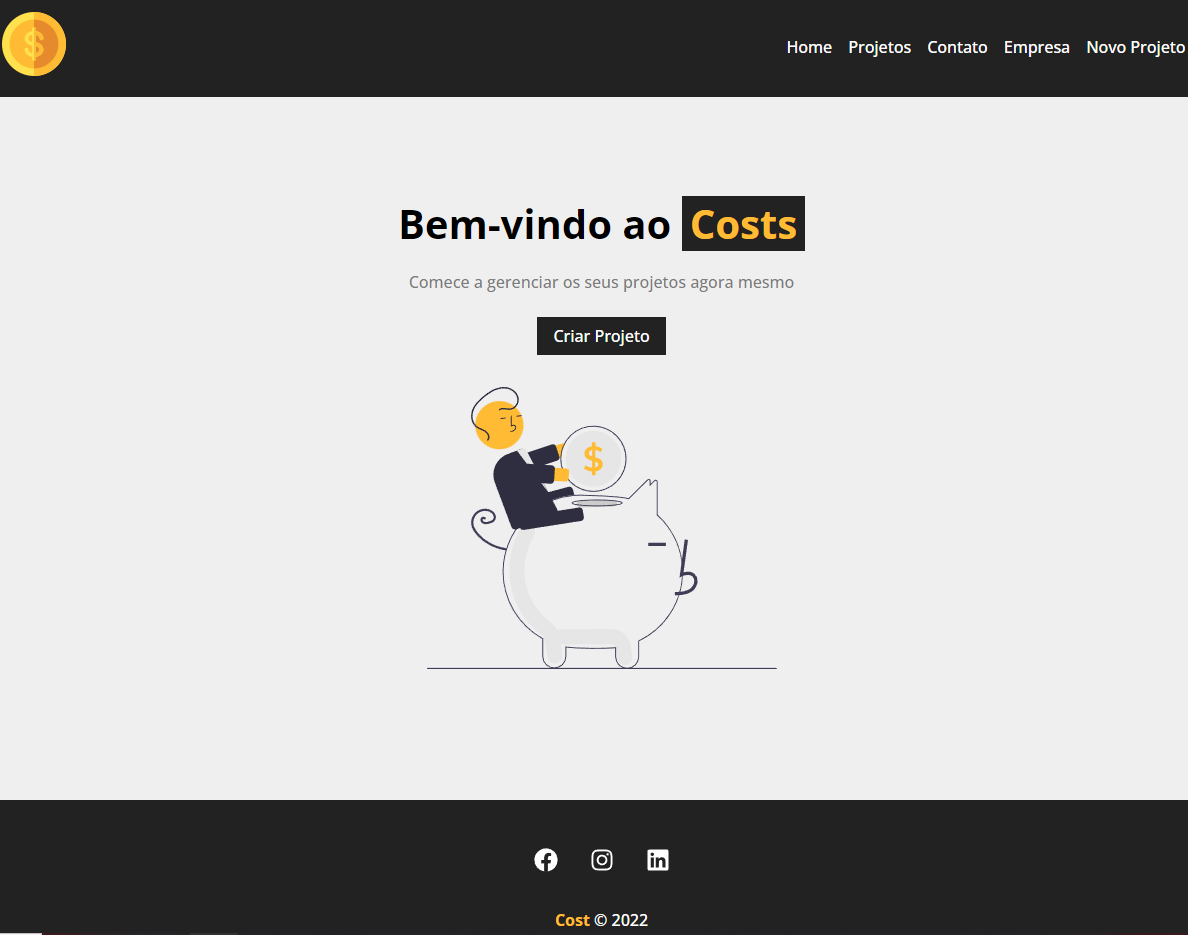 $
Home Projetos Contato Empresa Novo Projeto
Bem-vindo ao Costs
Comece a gerenciar os seus projetos agora mesmo
Criar Projeto
$
Cost © 2022